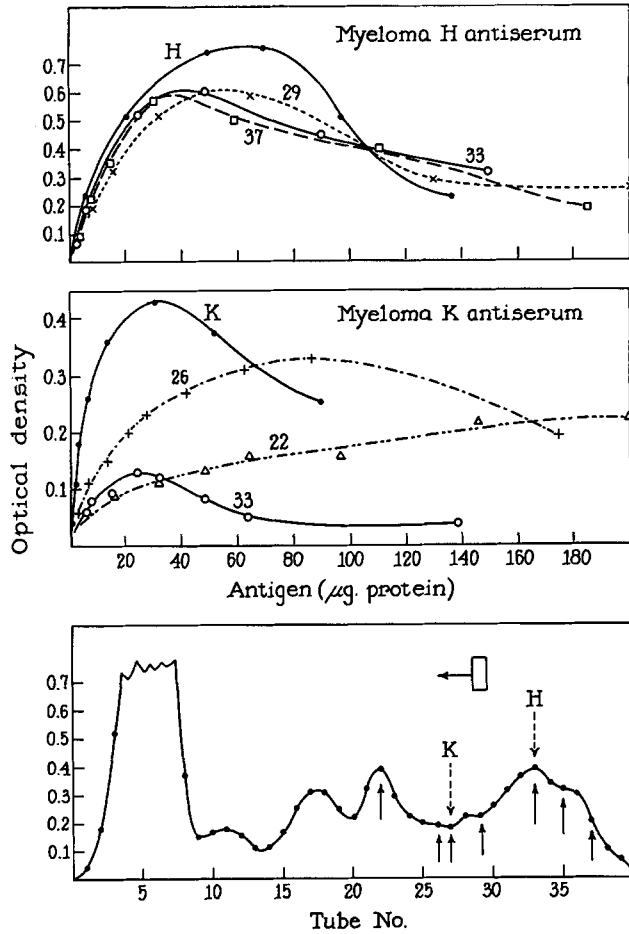 Myeloma H antiserum
H
29
37
33
0.7
0.6
0.5
0.4
0.3
0.2
0.1
Myeloma K antiserum
K
26
22
33
0.4
0.3
0.2
0.1
Optical density
20 40 60 80 100 120 140 160 180
Antigen (μg. protein)
0.7
0.6
0.5
0.4
0.3
0.2
0.1
K
H
5 10 15 20 25 30 35
Tube No.